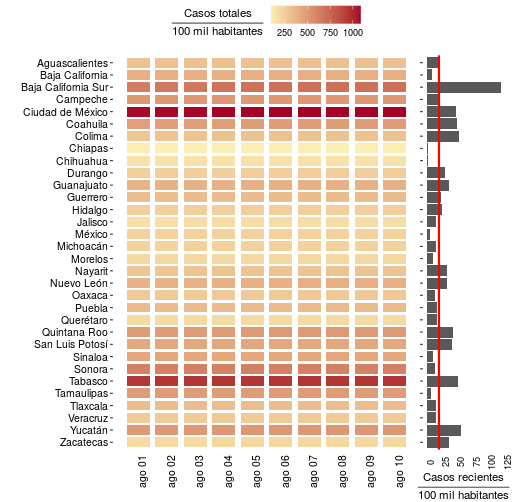 Casos totales
100 mil habitantes
250 500 750 1000
Aguascalientes
Baja California
Baja California Sur
Campeche
Ciudad de México
Coahuila
Colima
Chiapas
Chihuahua
Durango
Guanajuato
Guerrero
Hidalgo
Jalisco
México
Michoacán
Morelos
Nayarit
Nuevo León
Oaxaca
Puebla
Querétaro
Quintana Roo
San Luis Potosí
Sinaloa
Sonora
Tabasco
Tamaulipas
Tlaxcala
Veracruz
Yucatán
Zacatecas
ago 01 ago 02 ago 03 ago 04 ago 05 ago 06 ago 07 ago 08 ago 09 ago 10
0 25 50 75 100 125
Casos recientes
100 mil habitantes